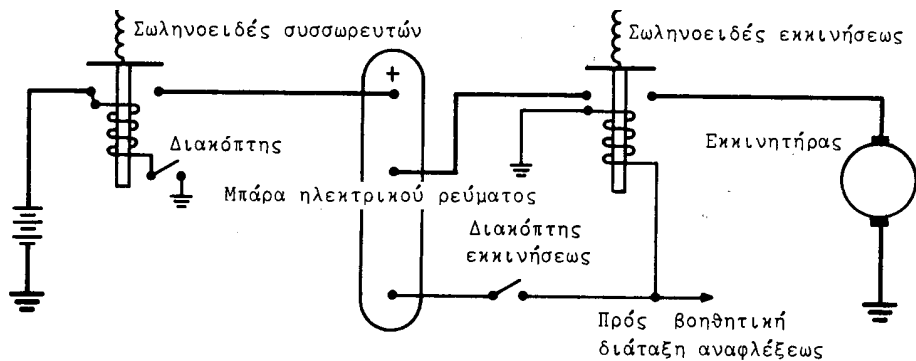 Σωληνοειδές συσσωρευτών
Σωληνοειδές εκκινήσεως
+
Διακόπτης
Εκκινητήρας
Μπάρα ηλεκτρικού ρεύματος
Διακόπτης
εκκινήσεως
Πρός βοηθητική
διάταξη αναφλέξεως